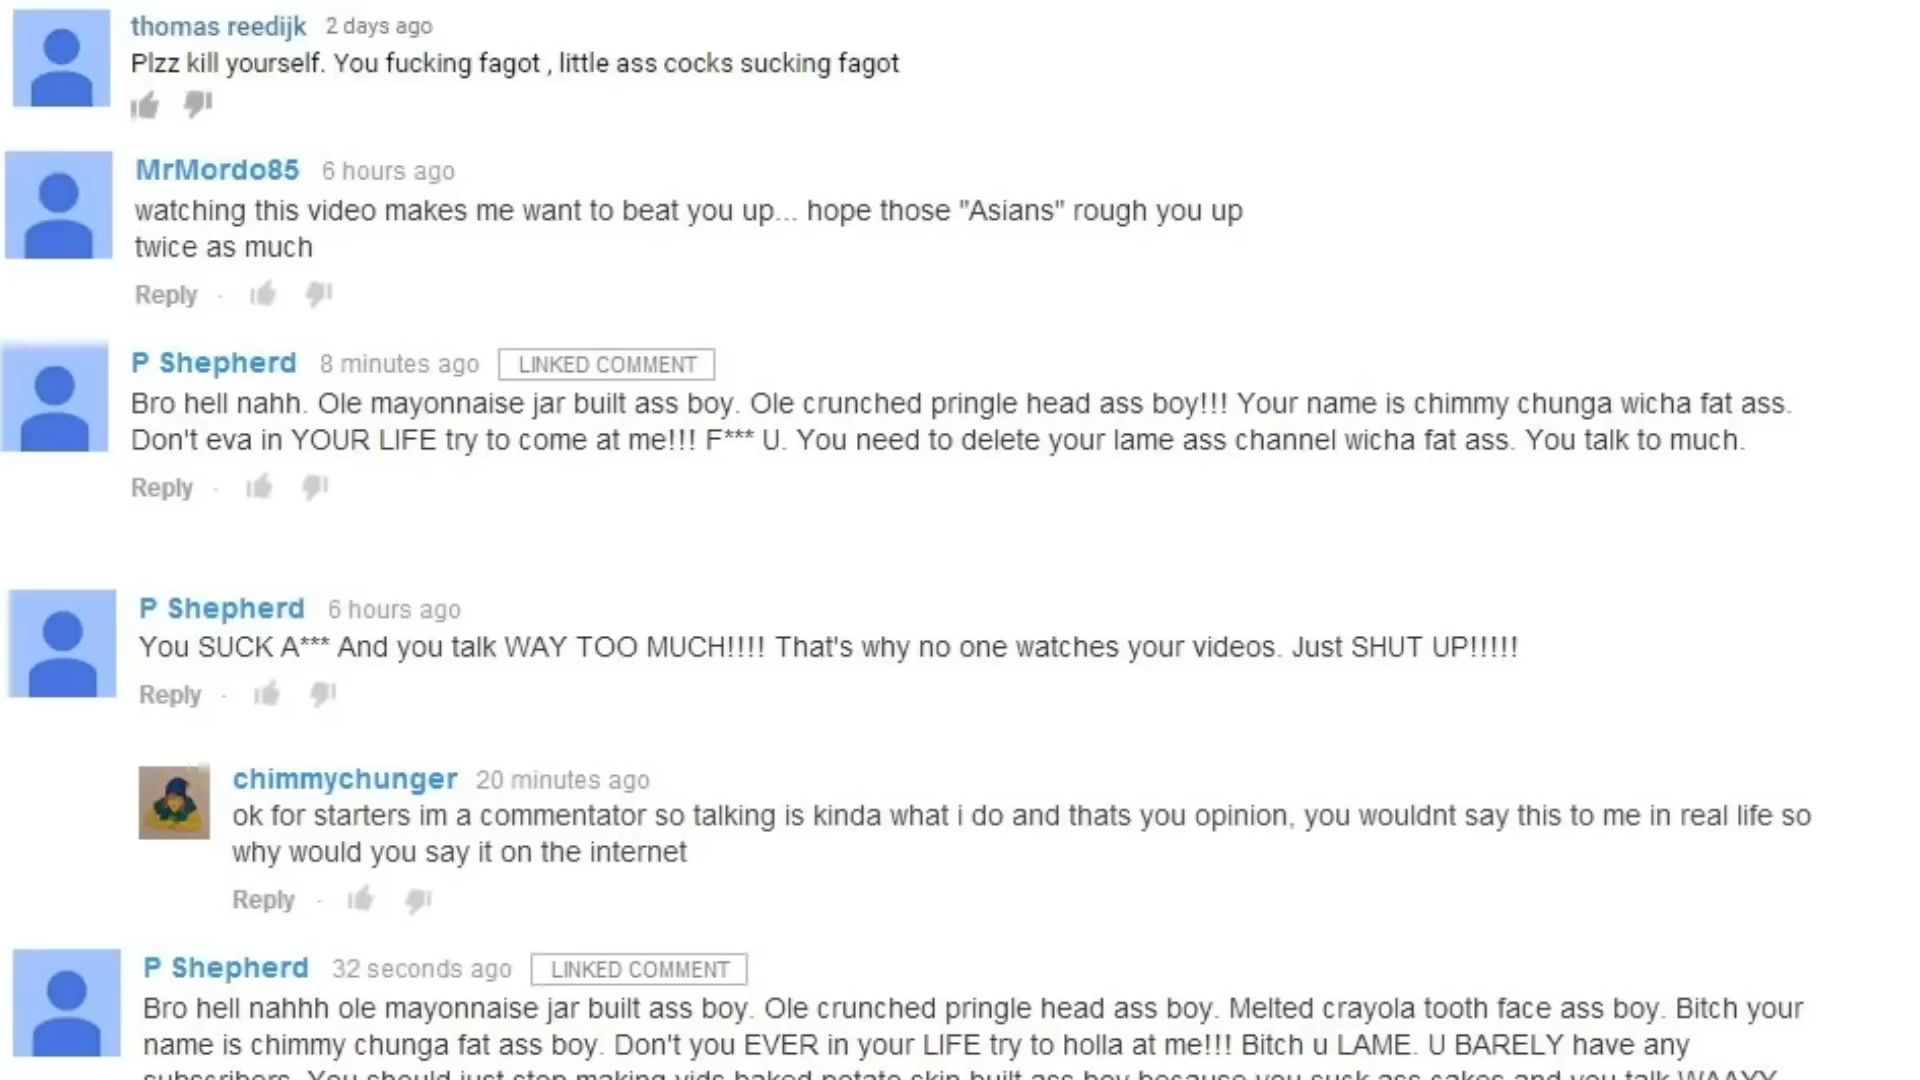 thomas reedijk 2 days ago
Plzz kill yourself. You fucking fagot , little ass cocks sucking fagot
MrMordo85 6 hours ago
watching this video makes me want to beat you up... hope those "Asians" rough you up
twice as much
Reply ·
P Shepherd 8 minutes ago LINKED COMMENT
Bro hell nahh. Ole mayonnaise jar built ass boy. Ole crunched pringle head ass boy!!! Your name is chimmy chunga wicha fat ass.
Don't eva in YOUR LIFE try to come at me!!! F*** U. You need to delete your lame ass channel wicha fat ass. You talk to much.
Reply ·
P Shepherd 6 hours ago
You SUCK A*** And you talk WAY TOO MUCH!!!! That's why no one watches your videos. Just SHUT UP!!!!!
Reply ·
chimmychunger 20 minutes ago
ok for starters im a commentator so talking is kinda what i do and thats you opinion, you wouldnt say this to me in real life so
why would you say it on the internet
Reply ·
P Shepherd 32 seconds ago LINKED COMMENT
Bro hell nahhh ole mayonnaise jar built ass boy. Ole crunched pringle head ass boy. Melted crayola tooth face ass boy. Bitch your
name is chimmy chunga fat ass boy. Don't you EVER in your LIFE try to holla at me!!! Bitch u LAME. U BARELY have any
subscribers. You should just stop making vids baked potato skin built ass boy because you suck ass cakes and you talk WAAYY